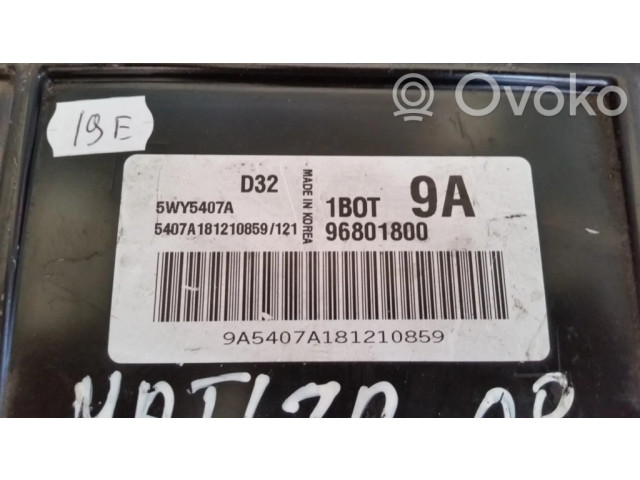 Ovoko
19E
D32
5WY5407A
5407A181210859/121
MADE IN KOREA
1BOT 9A
96801800
9A5407A181210859